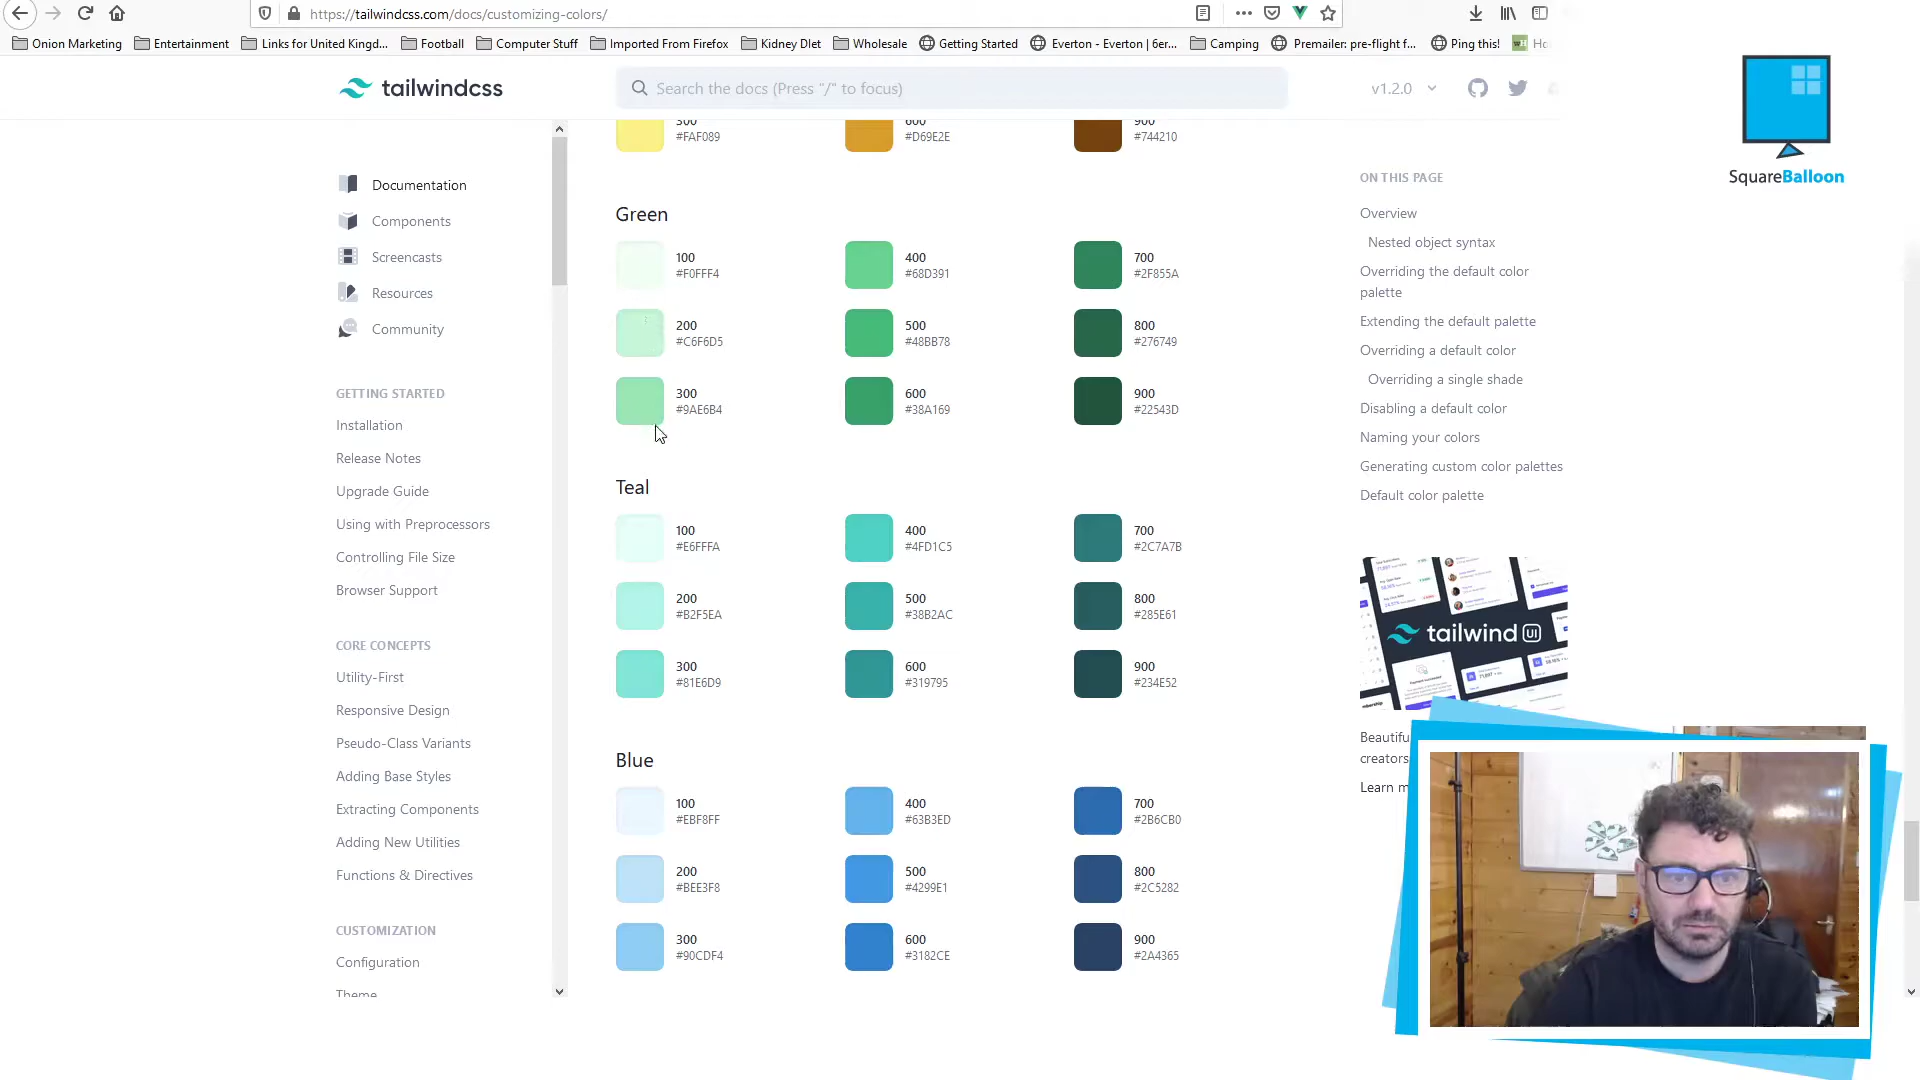 https://tailwindcss.com/docs/customizing-colors/
Onion Marketing
Entertainment
Links for United Kingd...
Football
Computer Stuff
Imported From Firefox
Kidney DIet
Wholesale
Getting Started
Everton - Everton | 6er...
Camping
Premailer: pre-flight f...
Ping this!
Ho
tailwindcss
Search the docs (Press "/" to focus)
v1.2.0
SquareBalloon
Documentation
Components
Screencasts
Resources
Community
GETTING STARTED
Installation
Release Notes
Upgrade Guide
Using with Preprocessors
Controlling File Size
Browser Support
CORE CONCEPTS
Utility-First
Responsive Design
Pseudo-Class Variants
Adding Base Styles
Extracting Components
Adding New Utilities
Functions & Directives
CUSTOMIZATION
Configuration
Theme
300
#FAF089
600
#D69E2E
900
#744210
Green
100
#F0FFF4
400
#68D391
700
#2F855A
200
#C6F6D5
500
#48BB78
800
#276749
300
#9AE6B4
600
#38A169
900
#22543D
Teal
100
#E6FFFA
400
#4FD1C5
700
#2C7A7B
200
#B2F5EA
500
#38B2AC
800
#285E61
300
#81E6D9
600
#319795
900
#234E52
Blue
100
#EBF8FF
400
#63B3ED
700
#2B6CB0
200
#BEE3F8
500
#4299E1
800
#2C5282
300
#90CDF4
600
#3182CE
900
#2A4365
ON THIS PAGE
Overview
Nested object syntax
Overriding the default color
palette
Extending the default palette
Overriding a default color
Overriding a single shade
Disabling a default color
Naming your colors
Generating custom color palettes
Default color palette
tailwind UI
Beautifu
creators
Learn m